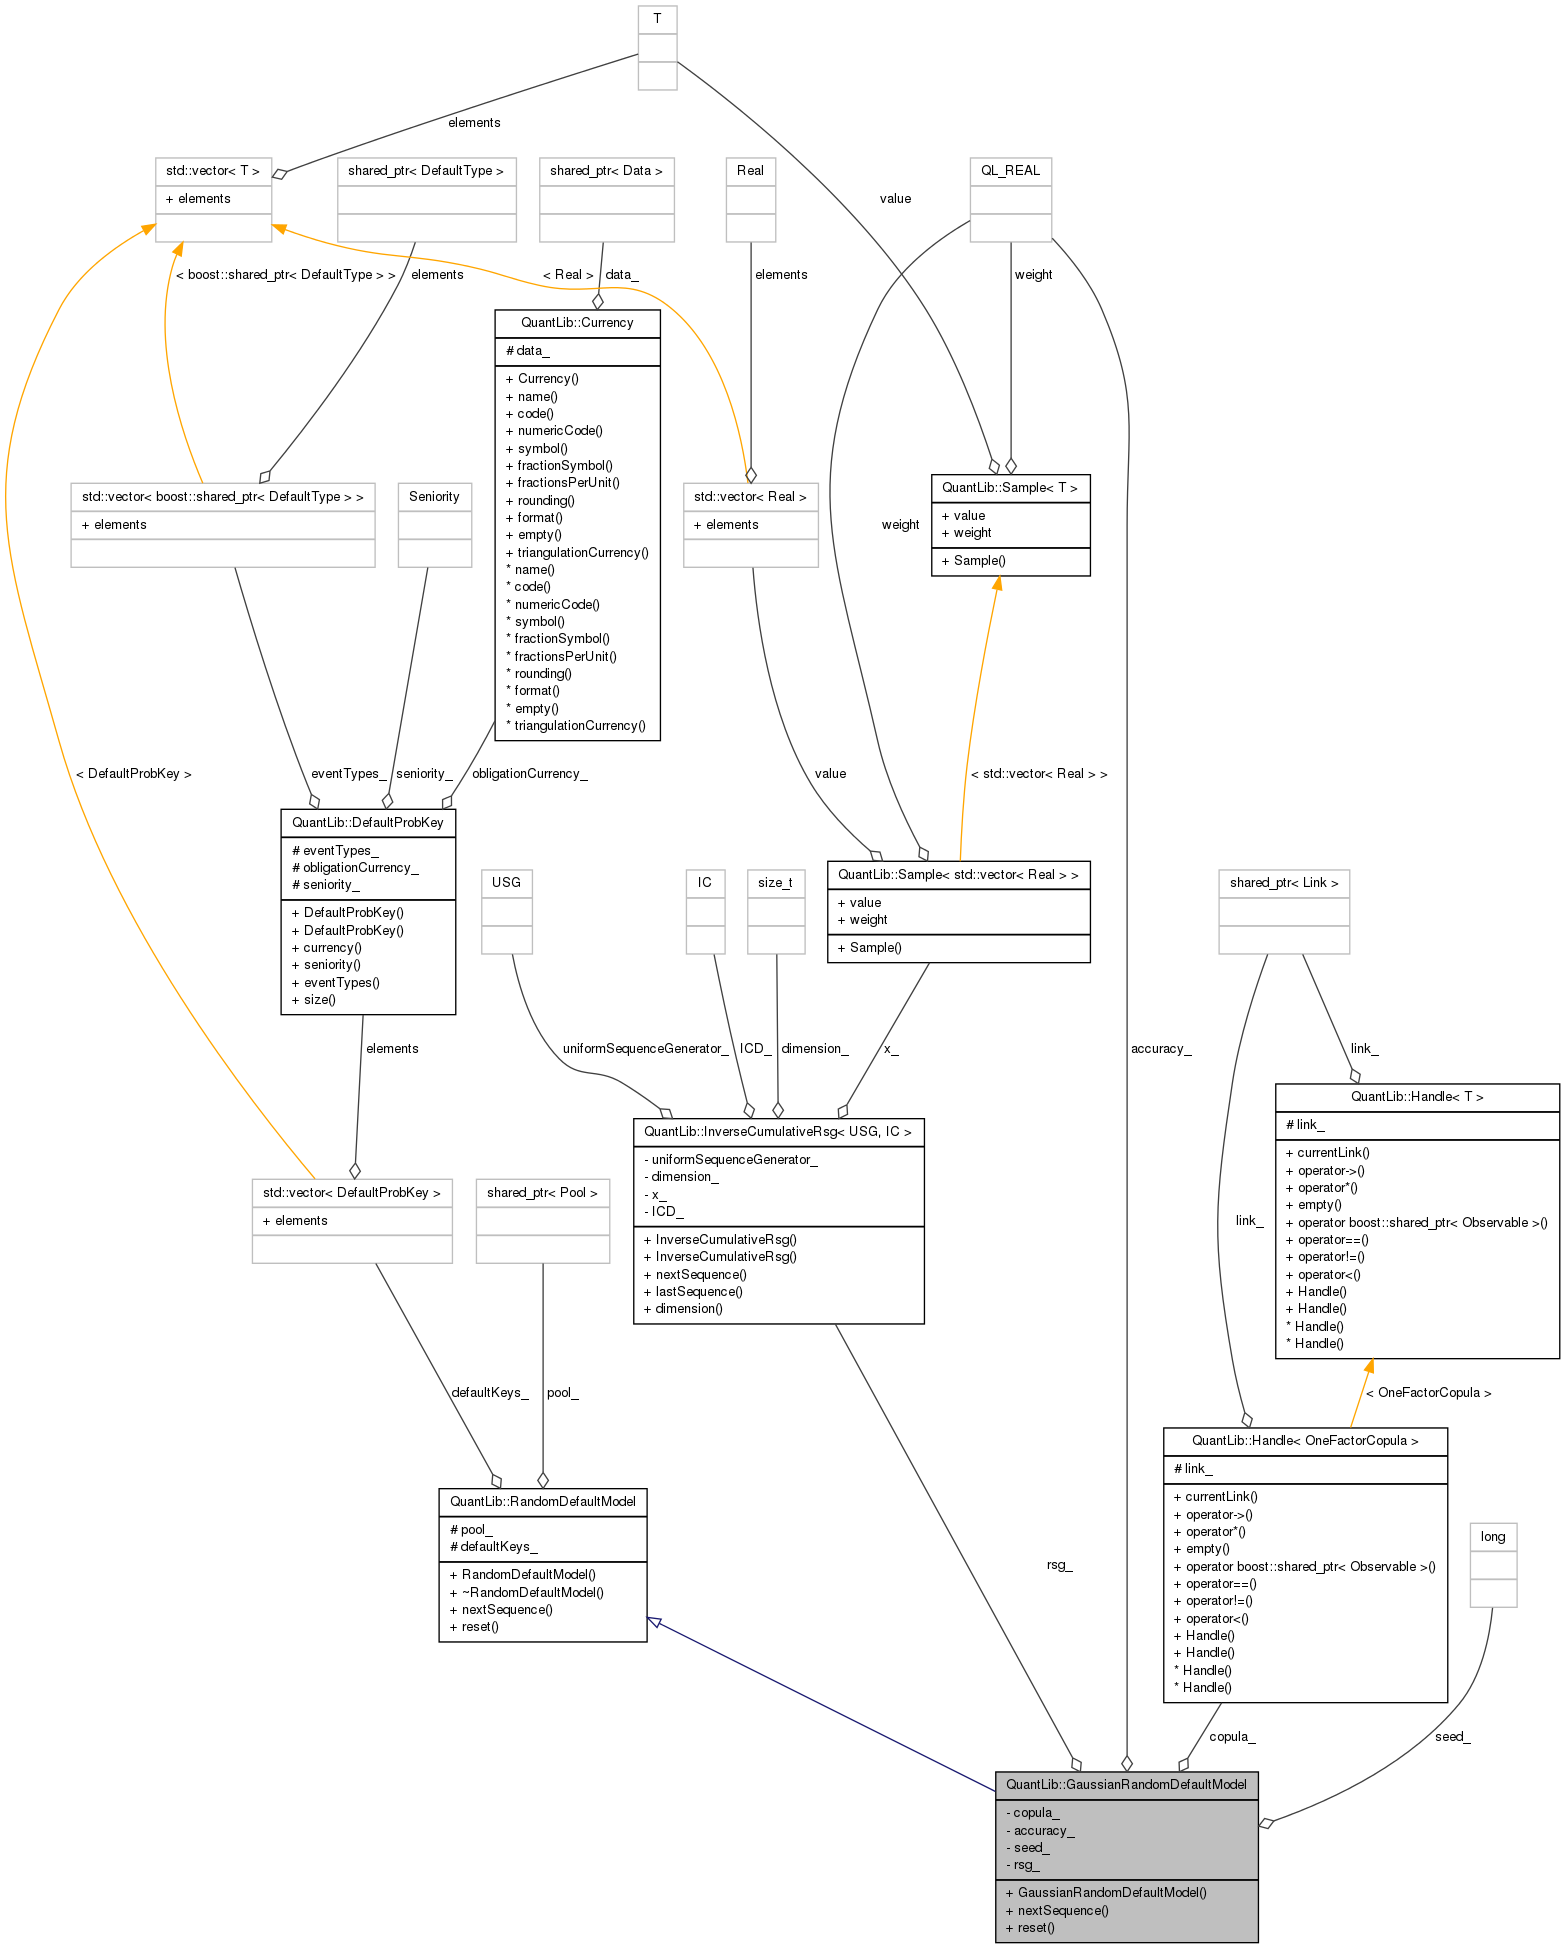 T
elements
std::vector< T >
+ elements
shared_ptr< DefaultType >
shared_ptr< Data >
Real
QL_REAL
value
< boost::shared_ptr< DefaultType > >
elements
< Real >
data_
elements
weight
QuantLib::Currency
# data_
+ Currency()
+ name()
+ code()
+ numericCode()
+ symbol()
+ fractionSymbol()
+ fractionsPerUnit()
+ rounding()
+ format()
+ empty()
+ triangulationCurrency()
* name()
* code()
* numericCode()
* symbol()
* fractionSymbol()
* fractionsPerUnit()
* rounding()
* format()
* empty()
* triangulationCurrency()
std::vector< boost::shared_ptr< DefaultType > >
+ elements
Seniority
std::vector< Real >
+ elements
weight
QuantLib::Sample< T >
+ value
+ weight
+ Sample()
< DefaultProbKey >
eventTypes_
seniority_
obligationCurrency_
value
< std::vector< Real > >
QuantLib::DefaultProbKey
# eventTypes_
# obligationCurrency_
# seniority_
+ DefaultProbKey()
+ DefaultProbKey()
+ currency()
+ seniority()
+ eventTypes()
+ size()
USG
IC
size_t
QuantLib::Sample< std::vector< Real > >
+ value
+ weight
+ Sample()
shared_ptr< Link >
elements
uniformSequenceGenerator_
ICD_
dimension_
x_
accuracy_
link_
QuantLib::Handle< T >
# link_
+ currentLink()
+ operator->()
+ operator*()
+ empty()
+ operator boost::shared_ptr< Observable >()
+ operator==()
+ operator!=()
+ operator<()
+ Handle()
+ Handle()
* Handle()
* Handle()
QuantLib::InverseCumulativeRsg< USG, IC >
- uniformSequenceGenerator_
- dimension_
- x_
- ICD_
+ InverseCumulativeRsg()
+ InverseCumulativeRsg()
+ nextSequence()
+ lastSequence()
+ dimension()
std::vector< DefaultProbKey >
+ elements
shared_ptr< Pool >
link_
defaultKeys_
pool_
< OneFactorCopula >
QuantLib::Handle< OneFactorCopula >
# link_
+ currentLink()
+ operator->()
+ operator*()
+ empty()
+ operator boost::shared_ptr< Observable >()
+ operator==()
+ operator!=()
+ operator<()
+ Handle()
+ Handle()
* Handle()
* Handle()
QuantLib::RandomDefaultModel
# pool_
# defaultKeys_
+ RandomDefaultModel()
+ ~RandomDefaultModel()
+ nextSequence()
+ reset()
rsg_
long
copula_
seed_
QuantLib::GaussianRandomDefaultModel
- copula_
- accuracy_
- seed_
- rsg_
+ GaussianRandomDefaultModel()
+ nextSequence()
+ reset()